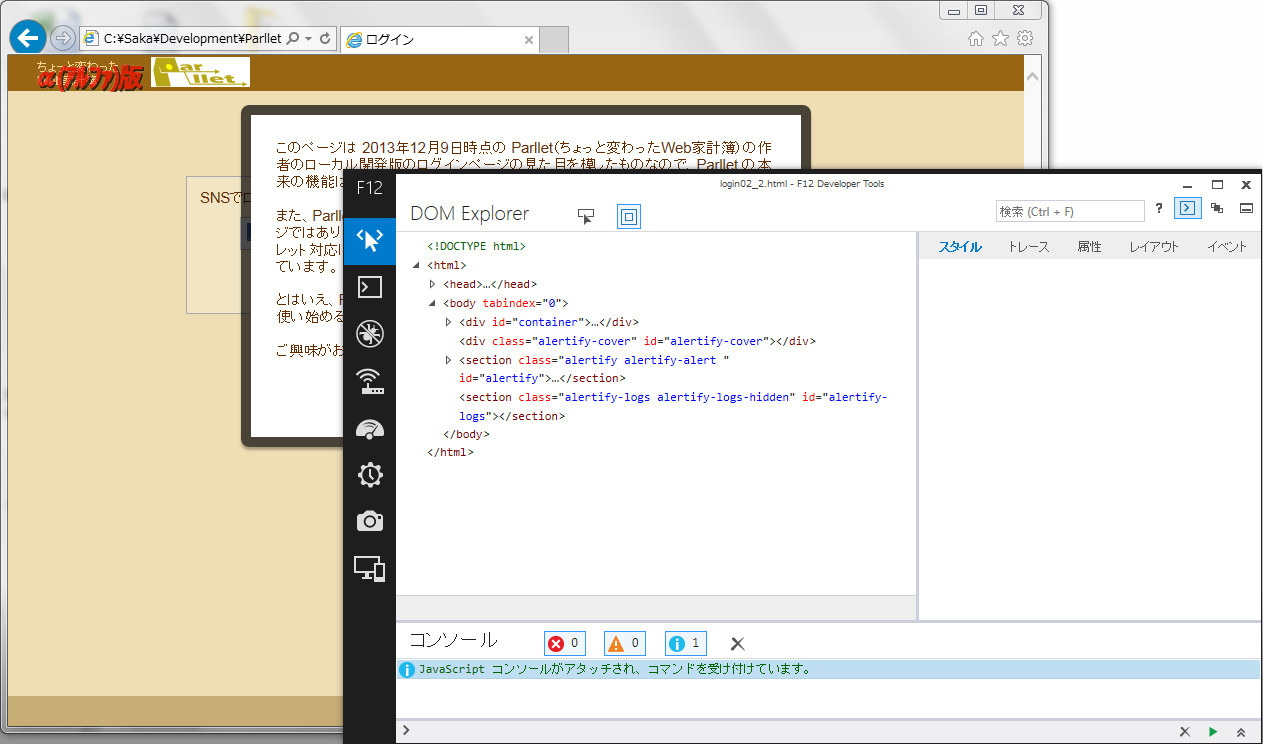 C:¥Saka¥Development¥Parllet
ログイン
ちょっと変わった
α(アルファ)版
Parllet
このページは 2013年12月9日時点の Parllet(ちょっと変わったWeb家計簿)の作
者のローカル開発版のログインページの見た目を模したものなので、Parlletの本
来の機能は
また、Parll
ジではあり
レット対応
ています。
とはいえ、
使い始める
ご興味がお
SNSでロ
F12
login02_2.html - F12 Developer Tools
DOM Explorer
検索 (Ctrl + F)
?
<!DOCTYPE html>
<html>
<head>…</head>
<body tabindex="0">
<div id="container">…</div>
<div class="alertify-cover" id="alertify-cover"></div>
<section class="alertify alertify-alert "
id="alertify">…</section>
<section class="alertify-logs alertify-logs-hidden" id="alertify-
logs"></section>
</body>
</html>
スタイル
トレース
属性
レイアウト
イベント
コンソール
0
0
1
JavaScript コンソールがアタッチされ、コマンドを受け付けています。